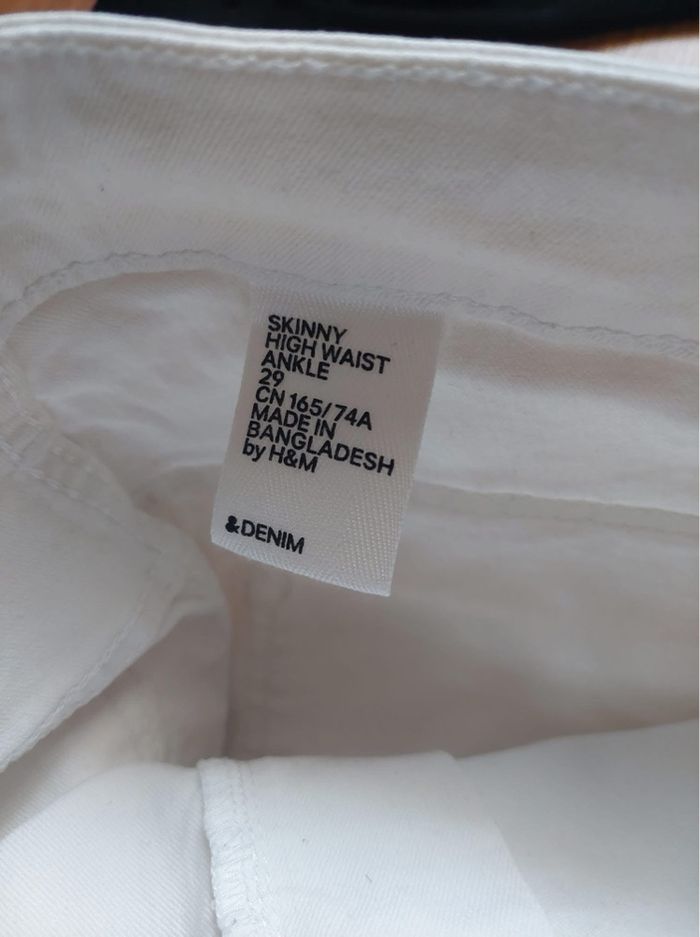 SKINNY
HIGH WAIST
ANKLE
29
CN 165/74A
MADE IN
BANGLADESH
by H&M
&DENIM